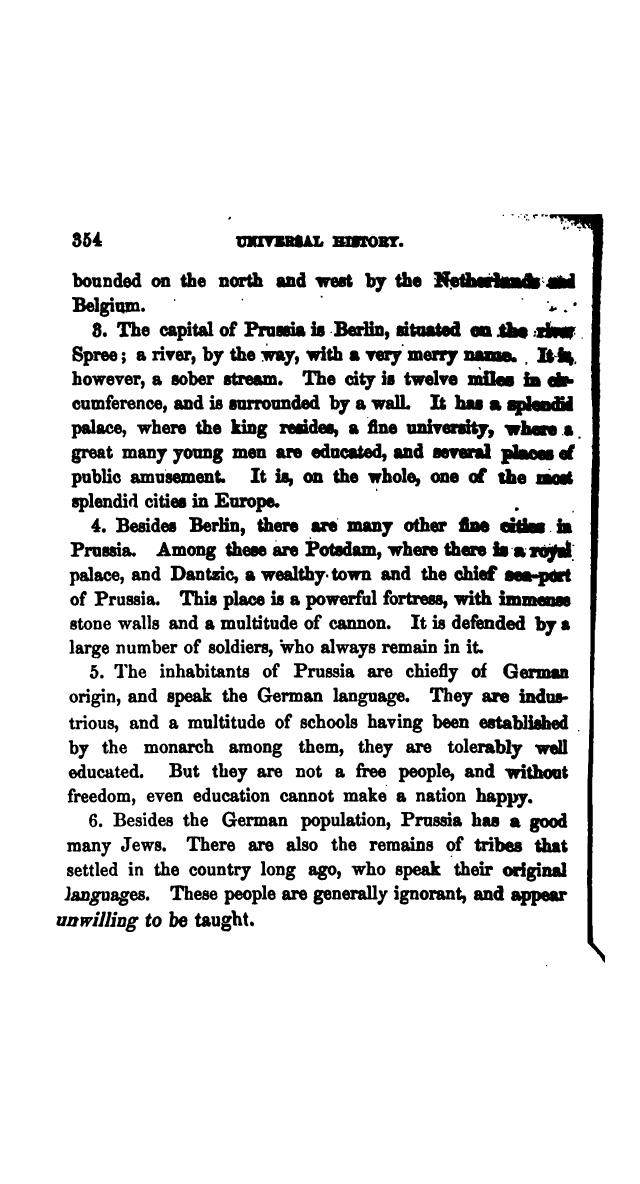 354 UNIVERSAL HISTORY.
bounded on the north and west by the Netherlands and
Belgium.
3. The capital of Prussia is Berlin, situated on the river
Spree; a river, by the way, with a very merry name. It is,
however, a sober stream. The city is twelve miles in cir-
cumference, and is surrounded by a wall. It has a splendid
palace, where the king resides, a fine university, where a
great many young men are educated, and several places of
public amusement. It is, on the whole, one of the most
splendid cities in Europe.
4. Besides Berlin, there are many other fine cities in
Prussia. Among these are Potsdam, where there is a royal
palace, and Dantzic, a wealthy town and the chief sea-port
of Prussia. This place is a powerful fortress, with immense
stone walls and a multitude of cannon. It is defended by a
large number of soldiers, who always remain in it.
5. The inhabitants of Prussia are chiefly of German
origin, and speak the German language. They are indus-
trious, and a multitude of schools having been established
by the monarch among them, they are tolerably well
educated. But they are not a free people, and without
freedom, even education cannot make a nation happy.
6. Besides the German population, Prussia has a good
many Jews. There are also the remains of tribes that
settled in the country long ago, who speak their original
languages. These people are generally ignorant, and appear
unwilling to be taught.